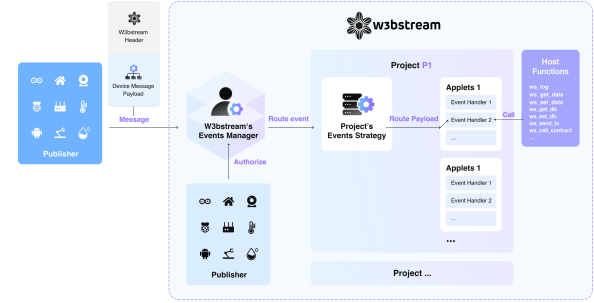 w3bstream
W3bstream
Header
Device Message
Payload
Message
Publisher
W3bstream's
Events Manager
Authorize
Publisher
Route event
Project P1
Project's
Events Strategy
Route Payload
Applets 1
Event Handler 1
Event Handler 2
...
Applets 1
Event Handler 1
Event Handler 2
...
...
Call
Host
Functions
ws_log
ws_get_data
ws_set_data
ws_get_db
ws_set_db
ws_send_tx
ws_call_contract
...
Project ...